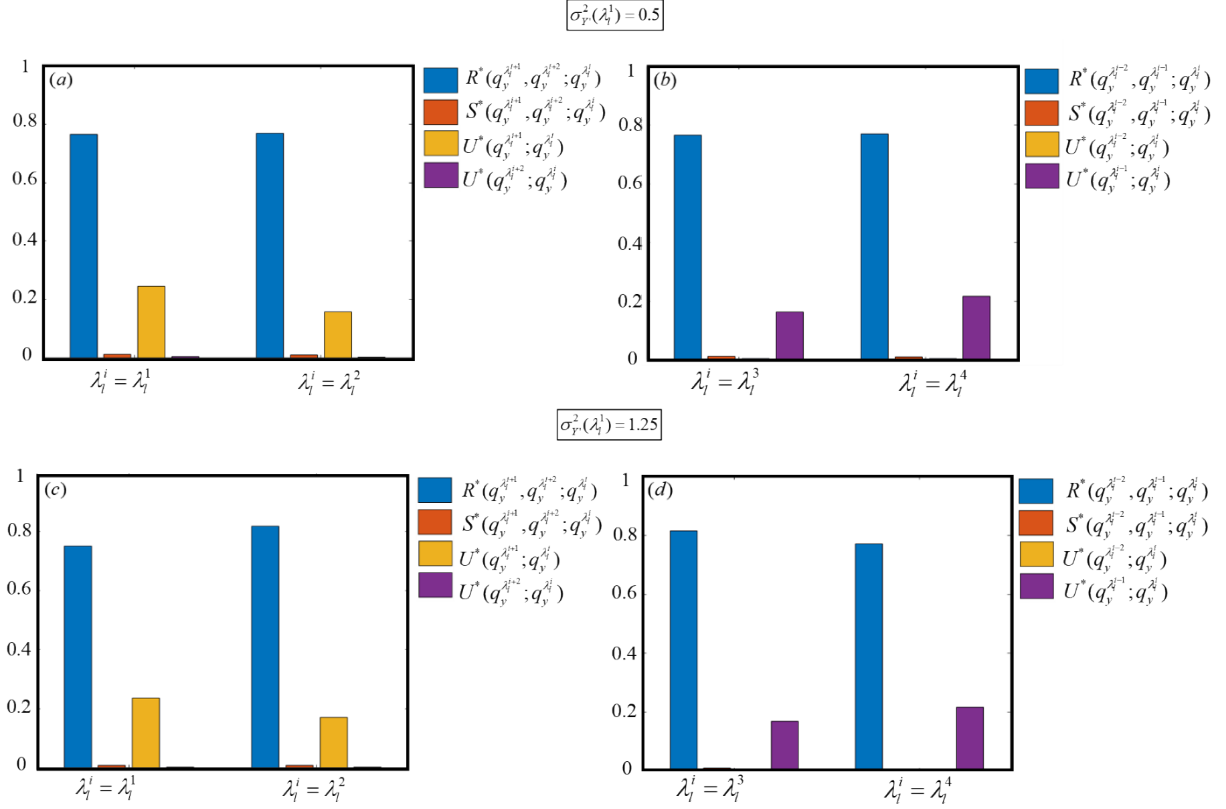 σ²_Y'(λ_l^1) = 0.5
(a)
1
0.8
0.6
0.4
0.2
0
λ_l^i = λ_l^1
λ_l^i = λ_l^2
R*(q_y^{λ_l^{i+1}}, q_y^{λ_l^{i+2}}; q_y^{λ_l^i})
S*(q_y^{λ_l^{i+1}}, q_y^{λ_l^{i+2}}; q_y^{λ_l^i})
U*(q_y^{λ_l^{i+1}}; q_y^{λ_l^i})
U*(q_y^{λ_l^{i+2}}; q_y^{λ_l^i})
(b)
1
0.8
0.6
0.4
0.2
0
λ_l^i = λ_l^3
λ_l^i = λ_l^4
R*(q_y^{λ_l^{i-2}}, q_y^{λ_l^{i-1}}; q_y^{λ_l^i})
S*(q_y^{λ_l^{i-2}}, q_y^{λ_l^{i-1}}; q_y^{λ_l^i})
U*(q_y^{λ_l^{i-2}}; q_y^{λ_l^i})
U*(q_y^{λ_l^{i-1}}; q_y^{λ_l^i})
σ²_Y'(λ_l^1) = 1.25
(c)
1
0.8
0.6
0.4
0.2
0
λ_l^i = λ_l^1
λ_l^i = λ_l^2
R*(q_y^{λ_l^{i+1}}, q_y^{λ_l^{i+2}}; q_y^{λ_l^i})
S*(q_y^{λ_l^{i+1}}, q_y^{λ_l^{i+2}}; q_y^{λ_l^i})
U*(q_y^{λ_l^{i+1}}; q_y^{λ_l^i})
U*(q_y^{λ_l^{i+2}}; q_y^{λ_l^i})
(d)
1
0.8
0.6
0.4
0.2
0
λ_l^i = λ_l^3
λ_l^i = λ_l^4
R*(q_y^{λ_l^{i-2}}, q_y^{λ_l^{i-1}}; q_y^{λ_l^i})
S*(q_y^{λ_l^{i-2}}, q_y^{λ_l^{i-1}}; q_y^{λ_l^i})
U*(q_y^{λ_l^{i-2}}; q_y^{λ_l^i})
U*(q_y^{λ_l^{i-1}}; q_y^{λ_l^i})